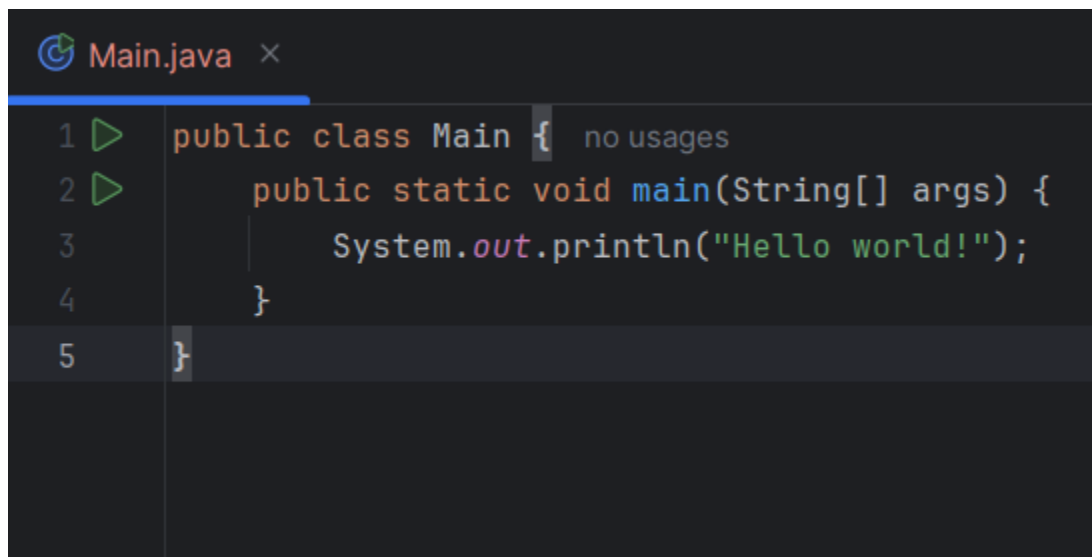 Main.java
1 public class Main { no usages
2 public static void main(String[] args) {
3 System.out.println("Hello world!");
4 }
5 }